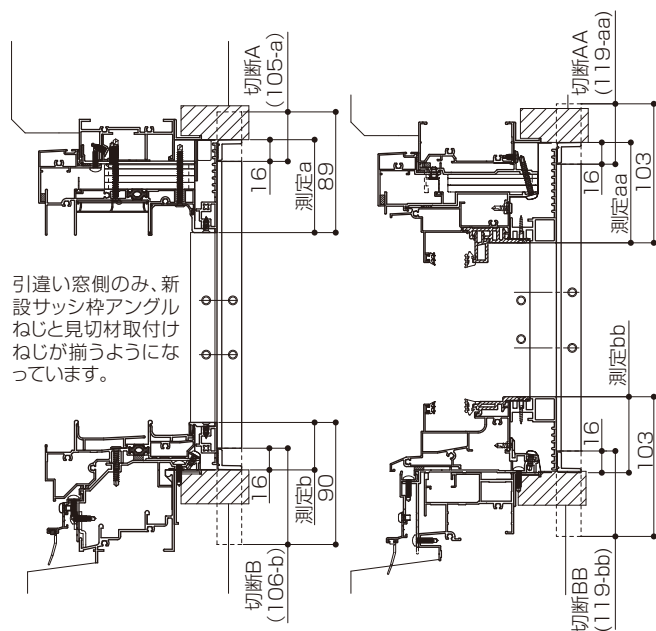 切断A
(105-a)
16
測定a
89
切断AA
(119-aa)
16
測定aa
103
引違い窓側のみ、新
設サッシ枠アングル
ねじと見切材取付け
ねじが揃うようにな
っています。
16
測定b
90
切断B
(106-b)
測定bb
16
103
切断BB
(119-bb)